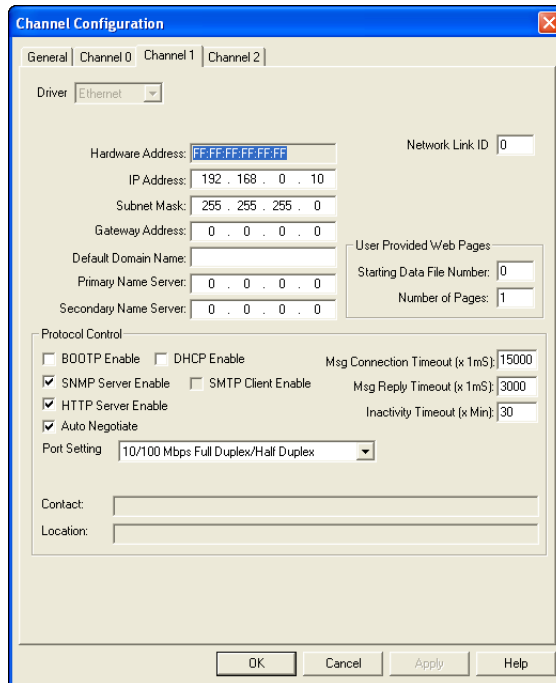 Channel Configuration
General Channel 0 Channel 1 Channel 2
Driver Ethernet
Hardware Address: FF:FF:FF:FF:FF:FF
Network Link ID 0
IP Address: 192 . 168 . 0 . 10
Subnet Mask: 255 . 255 . 255 . 0
Gateway Address: 0 . 0 . 0 . 0
Default Domain Name:
Primary Name Server: 0 . 0 . 0 . 0
Secondary Name Server: 0 . 0 . 0 . 0
User Provided Web Pages
Starting Data File Number: 0
Number of Pages: 1
Protocol Control
BOOTP Enable DHCP Enable
SNMP Server Enable SMTP Client Enable
HTTP Server Enable
Auto Negotiate
Msg Connection Timeout (x 1mS): 15000
Msg Reply Timeout (x 1mS): 3000
Inactivity Timeout (x Min): 30
Port Setting 10/100 Mbps Full Duplex/Half Duplex
Contact:
Location:
OK Cancel Apply Help